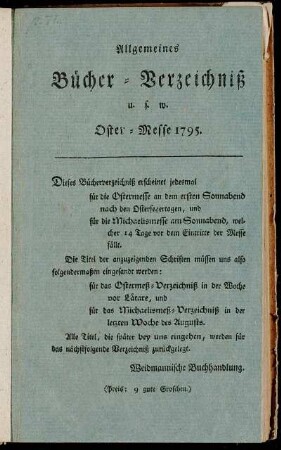 Allgemeines
Bücher-Verzeichniß
u. s. w.
Oster-Messe 1795.
Dieses Bücherverzeichniß erscheinet jedesmal
für die Ostermesse an dem ersten Sonnabend
nach den Osterfeyertagen, und
für die Michaelismesse am Sonnabend, wel-
cher 14 Tage vor dem Eintritte der Messe
fälle.
Die Titel der anzuzeigenden Schriften müssen uns also
folgendermaßen eingesandt werden:
für das Ostermeß-Verzeichniß in der Woche
vor Lätare, und
für das Michaelismeß-Verzeichniß in der
letzten Woche des Augusts.
Alle Titel, die später bey uns eingehen, werden für
das nächstfolgende Verzeichniß zurückgelegt.
Weidmannische Buchhandlung.
(Preis: 9 gute Groschen.)